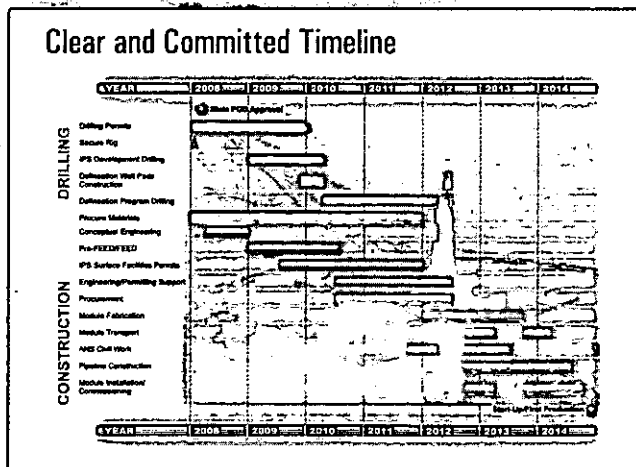 Clear and Committed Timeline
YEAR 2008 2009 2010 2011 2012 2013 2014
State POD Approval
DRILLING
Drilling Permits
Secure Rig
IPS Development Drilling
Delineation Well Pads
Construction
Delineation Program Drilling
Procure Materials
Conceptual Engineering
Pre-FEED/FEED
IPS Surface Facilities Permits
CONSTRUCTION
Engineering/Permitting Support
Procurement
Module Fabrication
Module Transport
ANS Civil Work
Pipeline Construction
Module Installation/
Commissioning
Start-Up/First Production
YEAR 2008 2009 2010 2011 2012 2013 2014